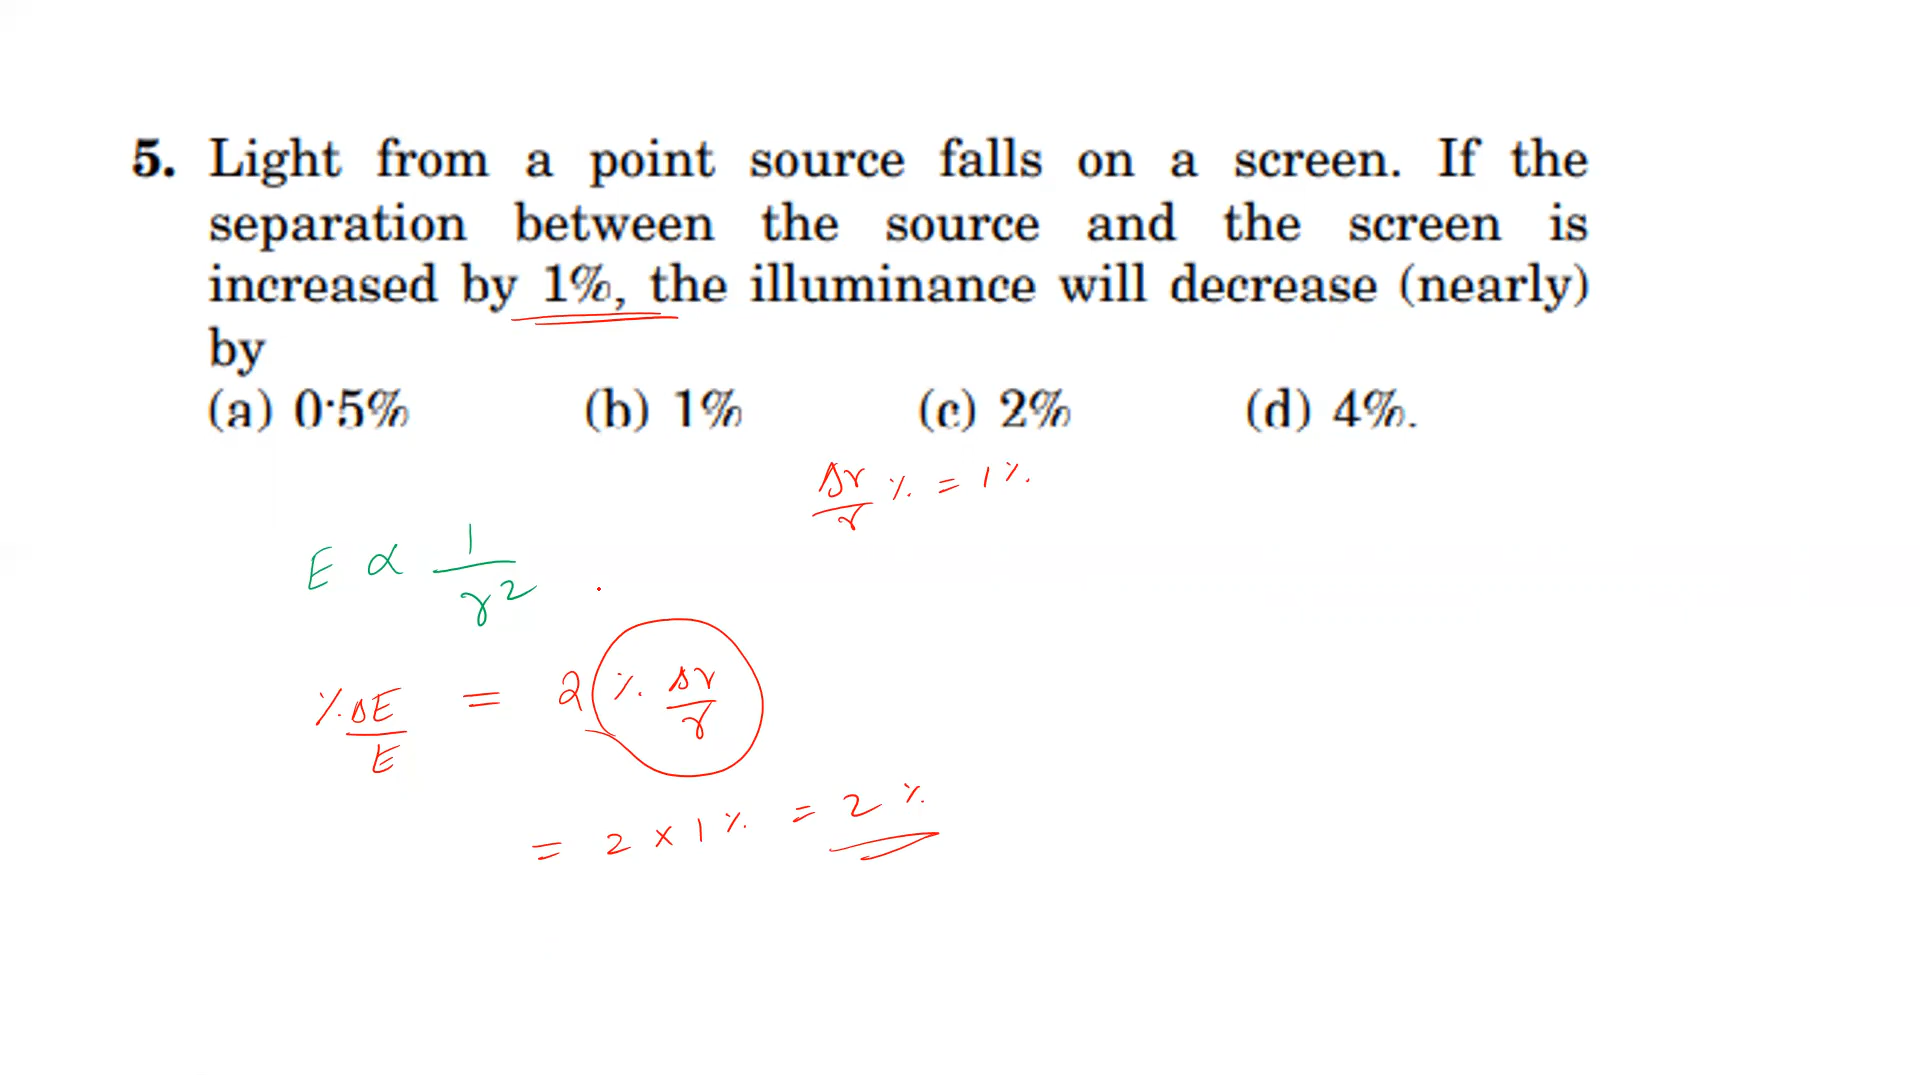 5. Light from a point source falls on a screen. If the
separation between the source and the screen is
increased by 1%, the illuminance will decrease (nearly)
by
(a) 0·5% (b) 1% (c) 2% (d) 4%.
Δr/r % = 1%
E ∝ 1/r²
% ΔE/E = 2 % Δr/r
= 2 × 1% = 2%